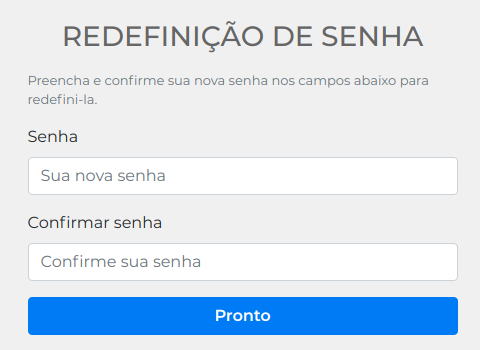 REDEFINIÇÃO DE SENHA
Preencha e confirme sua nova senha nos campos abaixo para
redefini-la.
Senha
Sua nova senha
Confirmar senha
Confirme sua senha
Pronto